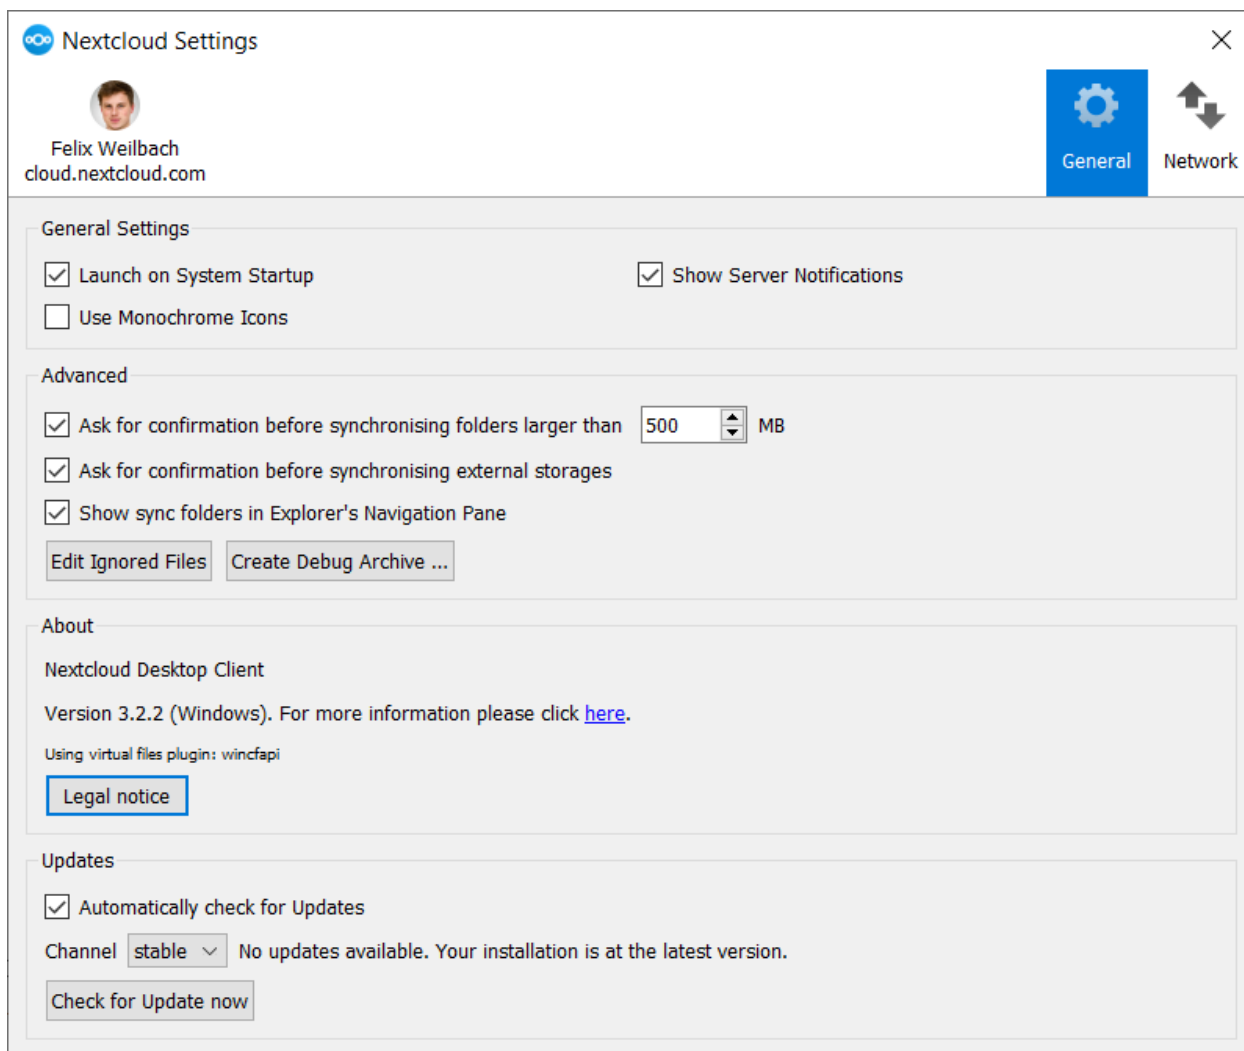 Nextcloud Settings
Felix Weilbach
cloud.nextcloud.com
General
Network
General Settings
Launch on System Startup
Show Server Notifications
Use Monochrome Icons
Advanced
Ask for confirmation before synchronising folders larger than 500 MB
Ask for confirmation before synchronising external storages
Show sync folders in Explorer's Navigation Pane
Edit Ignored Files
Create Debug Archive ...
About
Nextcloud Desktop Client
Version 3.2.2 (Windows). For more information please click here.
Using virtual files plugin: wincfapi
Legal notice
Updates
Automatically check for Updates
Channel stable No updates available. Your installation is at the latest version.
Check for Update now